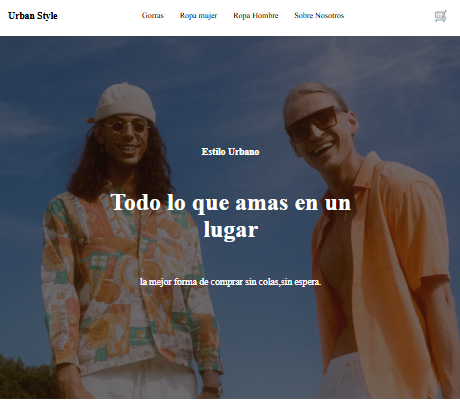 Urban Style
Gorras Ropa mujer Ropa Hombre Sobre Nosotros
Estilo Urbano
Todo lo que amas en un
lugar
la mejor forma de comprar sin colas,sin espera.